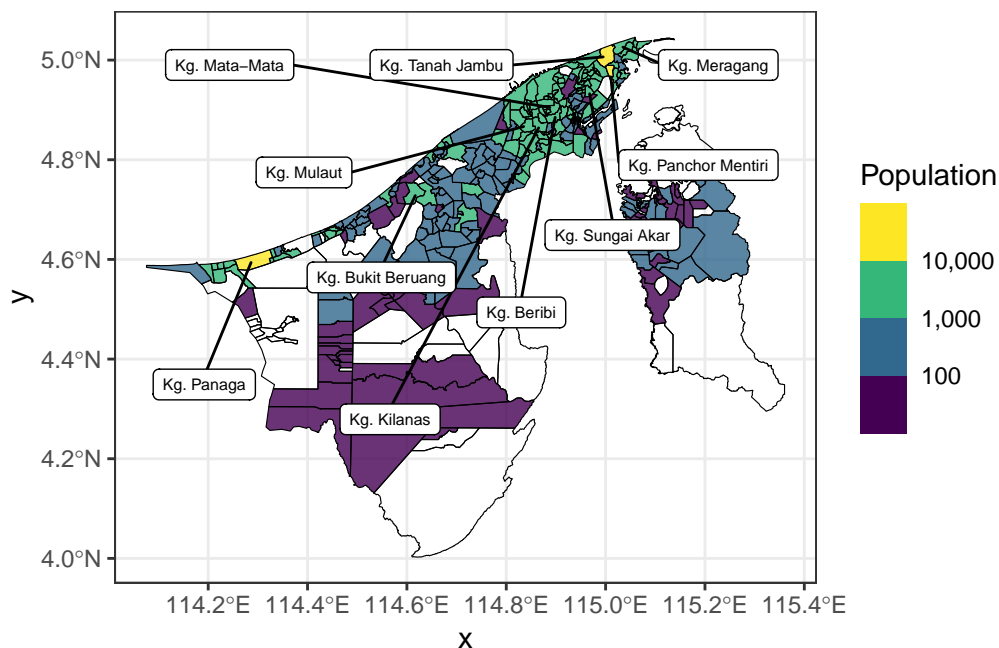 Kg. Mata−Mata
Kg. Tanah Jambu
Kg. Meragang
Kg. Mulaut
Kg. Panchor Mentiri
Kg. Sungai Akar
Kg. Bukit Beruang
Kg. Beribi
Kg. Panaga
Kg. Kilanas
5.0°N
4.8°N
4.6°N
4.4°N
4.2°N
4.0°N
y
114.2°E
114.4°E
114.6°E
114.8°E
115.0°E
115.2°E
115.4°E
x
Population
10,000
1,000
100